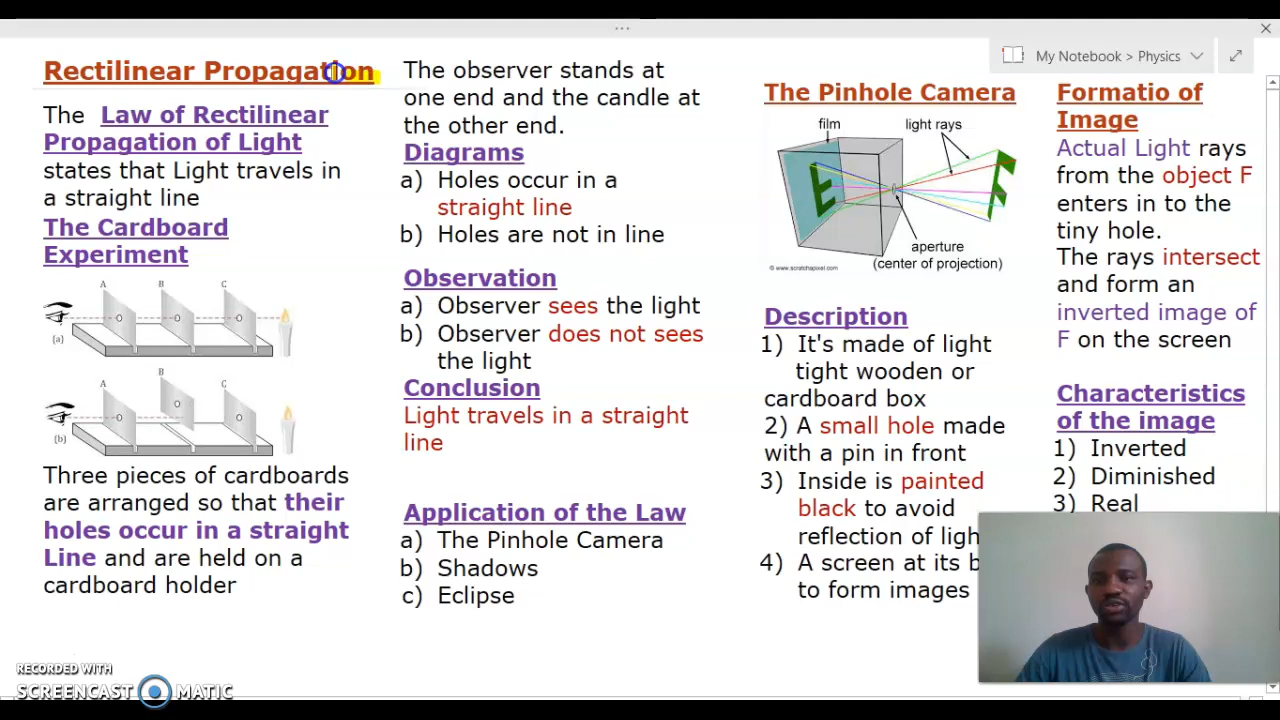 My Notebook > Physics
Rectilinear Propagation
The Law of Rectilinear
Propagation of Light
states that Light travels in
a straight line
The Cardboard
Experiment
A B C
(a)
B
A C
(b)
Three pieces of cardboards
are arranged so that their
holes occur in a straight
Line and are held on a
cardboard holder
The observer stands at
one end and the candle at
the other end.
Diagrams
a) Holes occur in a
straight line
b) Holes are not in line
Observation
a) Observer sees the light
b) Observer does not sees
the light
Conclusion
Light travels in a straight
line
Application of the Law
a) The Pinhole Camera
b) Shadows
c) Eclipse
The Pinhole Camera
film light rays
aperture
(center of projection)
© www.scratchapixel.com
Description
1) It's made of light
tight wooden or
cardboard box
2) A small hole made
with a pin in front
3) Inside is painted
black to avoid
reflection of ligh
4) A screen at its b
to form images
Formatio of
Image
Actual Light rays
from the object F
enters in to the
tiny hole.
The rays intersect
and form an
inverted image of
F on the screen
Characteristics
of the image
1) Inverted
2) Diminished
3) Real
RECORDED WITH
SCREENCAST MATIC